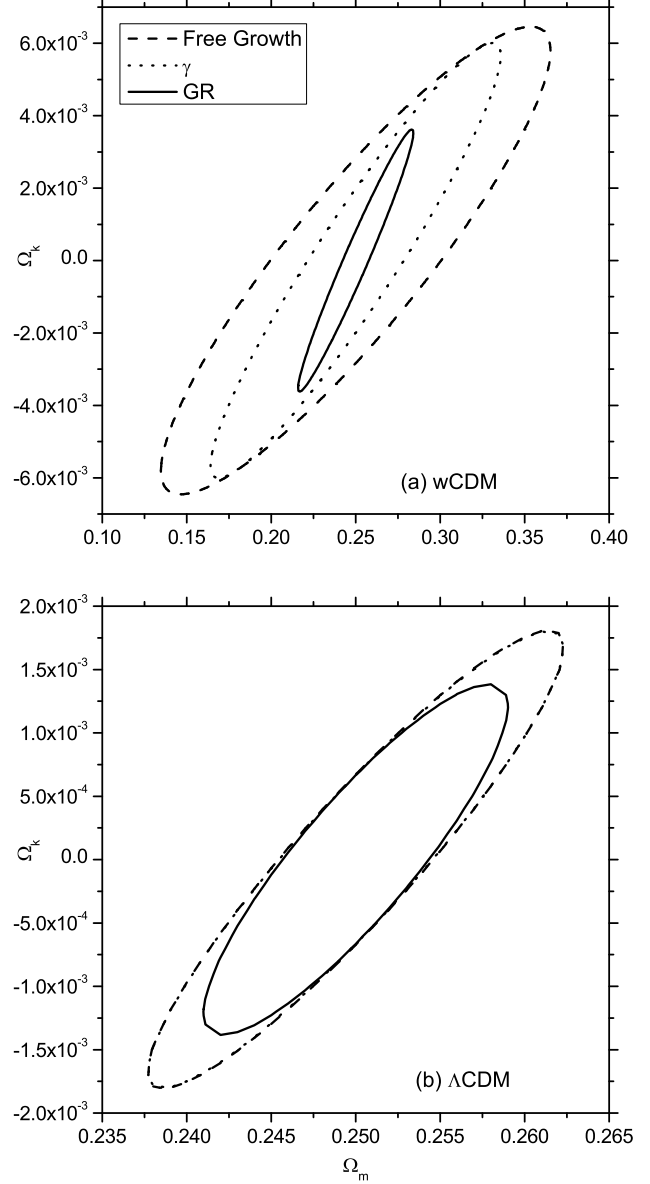 6.0x10⁻³
Free Growth
γ
GR
4.0x10⁻³
2.0x10⁻³
0.0
Ωₖ
-2.0x10⁻³
-4.0x10⁻³
-6.0x10⁻³
(a) wCDM
0.10 0.15 0.20 0.25 0.30 0.35 0.40
2.0x10⁻³
1.5x10⁻³
1.0x10⁻³
5.0x10⁻⁴
0.0
Ωₖ
-5.0x10⁻⁴
-1.0x10⁻³
-1.5x10⁻³
(b) ΛCDM
-2.0x10⁻³
0.235 0.240 0.245 0.250 0.255 0.260 0.265
Ωₘ